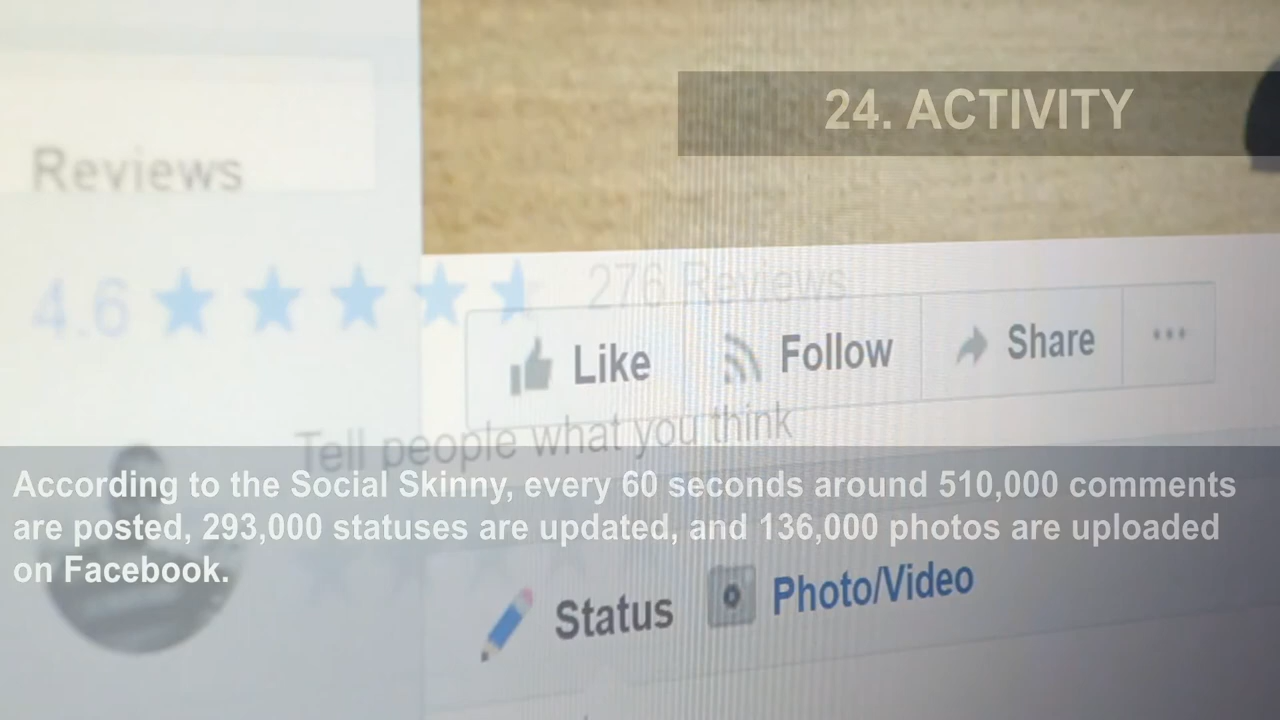 24. ACTIVITY
Reviews
4.6
276 Reviews
Like
Follow
Share
Tell people what you think
According to the Social Skinny, every 60 seconds around 510,000 comments
are posted, 293,000 statuses are updated, and 136,000 photos are uploaded
on Facebook.
Status
Photo/Video